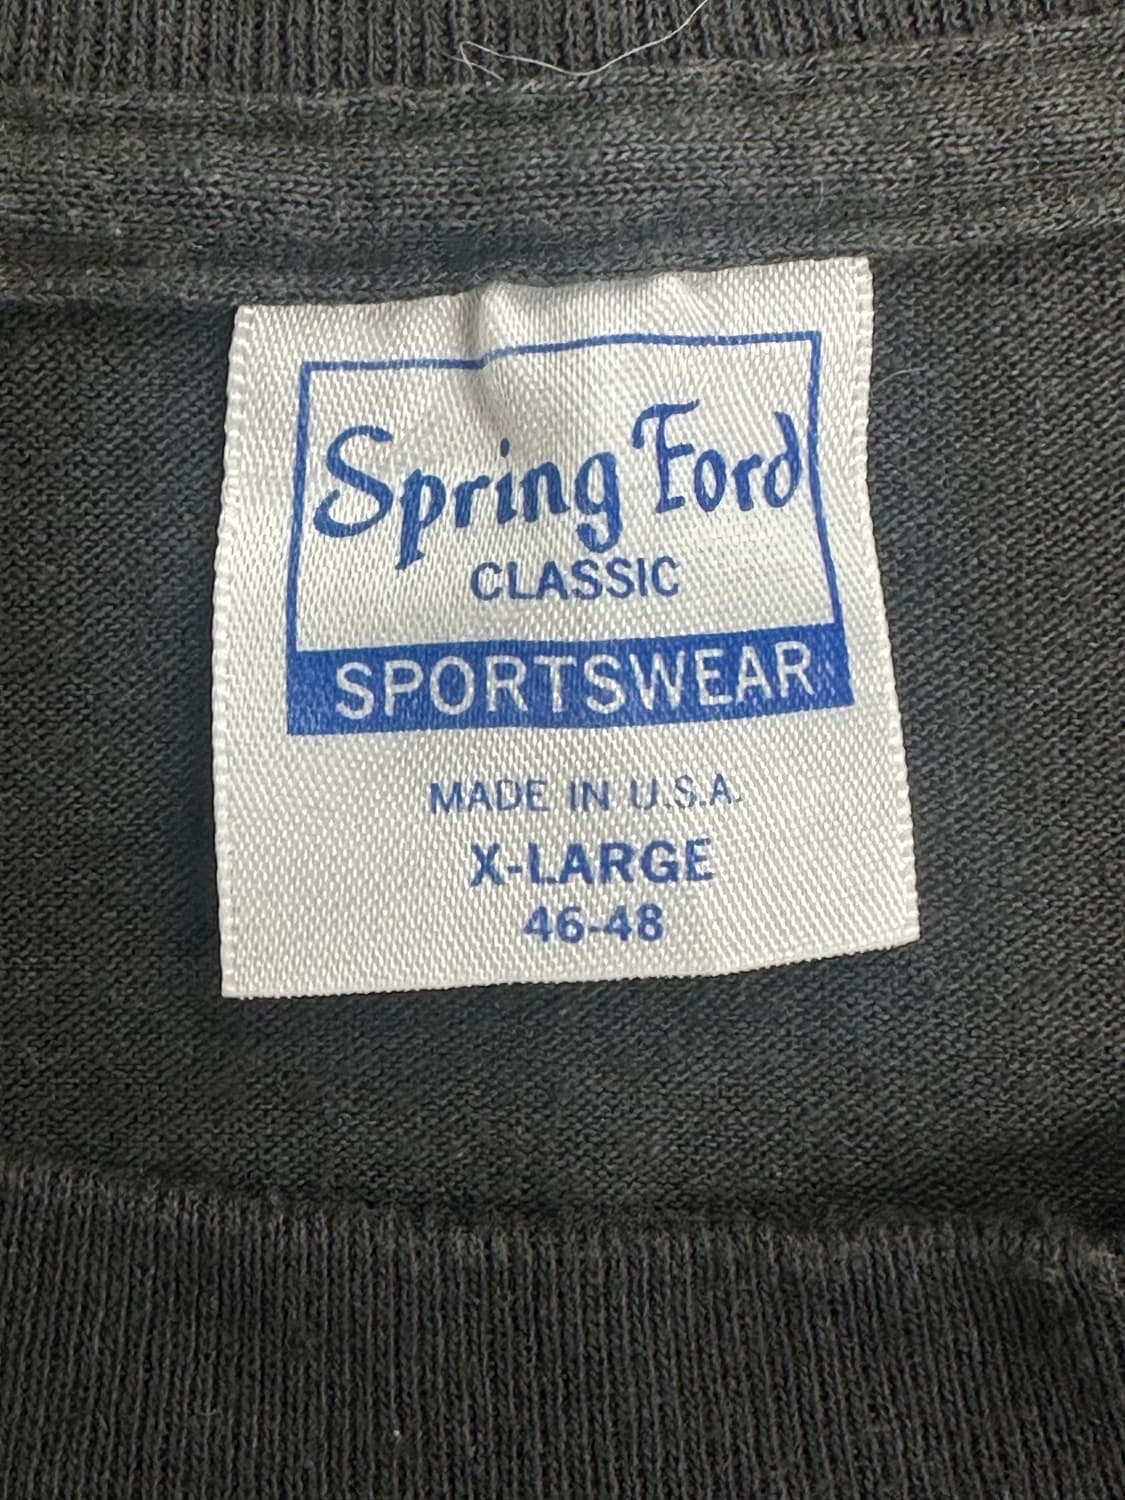 Spring Ford
CLASSIC
SPORTSWEAR
MADE IN U.S.A.
X-LARGE
46-48